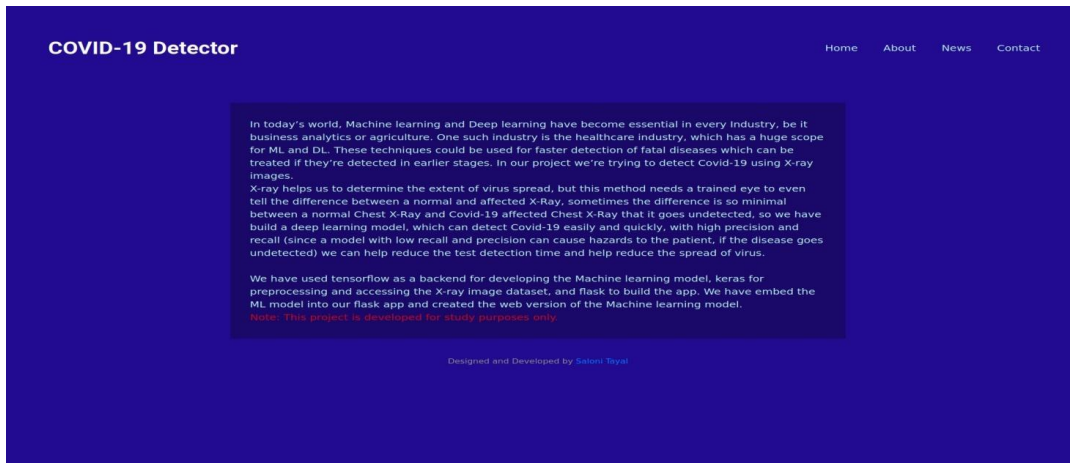 COVID-19 Detector
Home About News Contact
In today's world, Machine learning and Deep learning have become essential in every Industry, be it
business analytics or agriculture. One such industry is the healthcare industry, which has a huge scope
for ML and DL. These techniques could be used for faster detection of fatal diseases which can be
treated if they're detected in earlier stages. In our project we're trying to detect Covid-19 using X-ray
images.
X-ray helps us to determine the extent of virus spread, but this method needs a trained eye to even
tell the difference between a normal and affected X-Ray, sometimes the difference is so minimal
between a normal Chest X-Ray and Covid-19 affected Chest X-Ray that it goes undetected, so we have
build a deep learning model, which can detect Covid-19 easily and quickly, with high precision and
recall (since a model with low recall and precision can cause hazards to the patient, if the disease goes
undetected) we can help reduce the test detection time and help reduce the spread of virus.
We have used tensorflow as a backend for developing the Machine learning model, keras for
preprocessing and accessing the X-ray image dataset, and flask to build the app. We have embed the
ML model into our flask app and created the web version of the Machine learning model.
Note: This project is developed for study purposes only.
Designed and Developed by Saloni Tayal